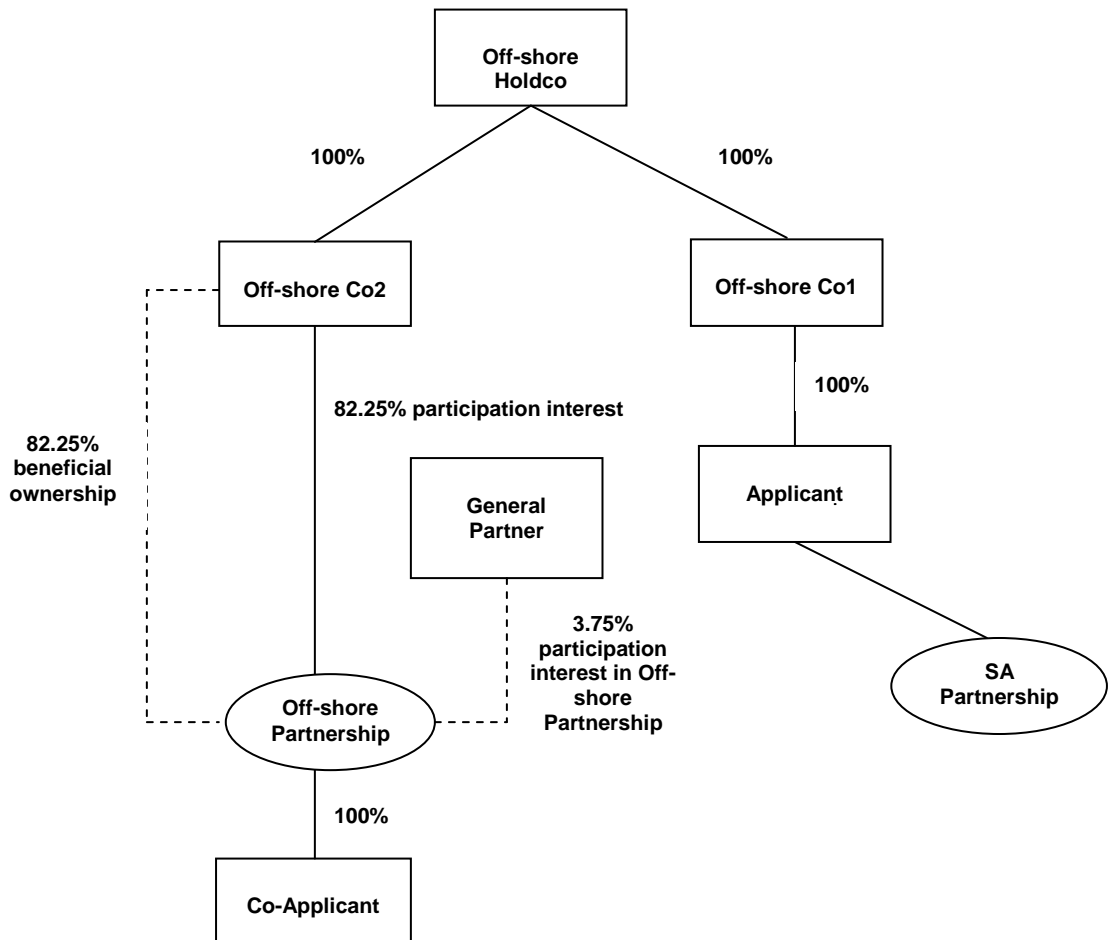 Off-shore
Holdco
100%
100%
Off-shore Co2
Off-shore Co1
100%
82.25% participation interest
82.25%
beneficial
ownership
General
Partner
Applicant
3.75%
participation
interest in Off-
shore
Partnership
SA
Partnership
Off-shore
Partnership
100%
Co-Applicant